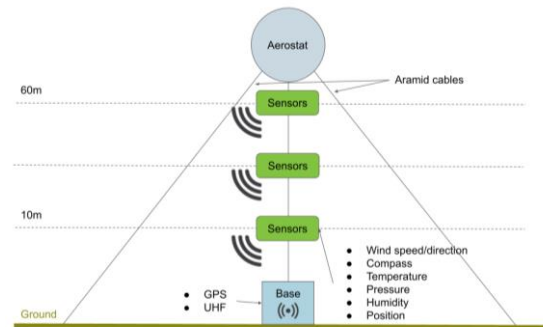 Aerostat
60m
Aramid cables
Sensors
Sensors
10m
Sensors
● Wind speed/direction
● Compass
● Temperature
● Pressure
● Humidity
● Position
● GPS
● UHF
Base
Ground